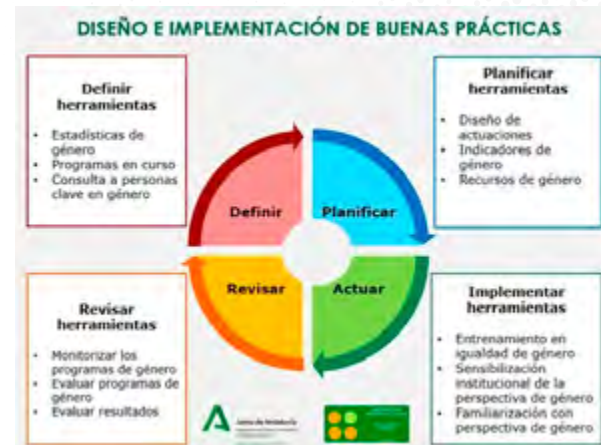 DISEÑO E IMPLEMENTACIÓN DE BUENAS PRÁCTICAS
Definir
herramientas
• Estadísticas de
género
• Programas en curso
• Consulta a personas
clave en género
Planificar
herramientas
• Diseño de
actuaciones
• Indicadores de
género
• Recursos de género
Definir
Planificar
Revisar
Actuar
Revisar
herramientas
• Monitorizar los
programas de género
• Evaluar programas de
género
• Evaluar resultados
Implementar
herramientas
• Entrenamiento en
igualdad de género
• Sensibilización
institucional de la
perspectiva de género
• Familiarización con
perspectiva de género
Junta de Andalucía